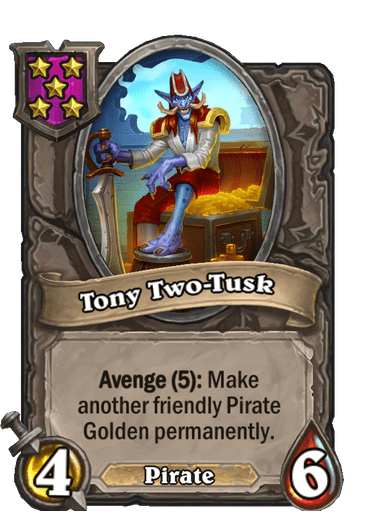 Tony Two-Tusk
Avenge (5): Make
another friendly Pirate
Golden permanently.
4
Pirate
6